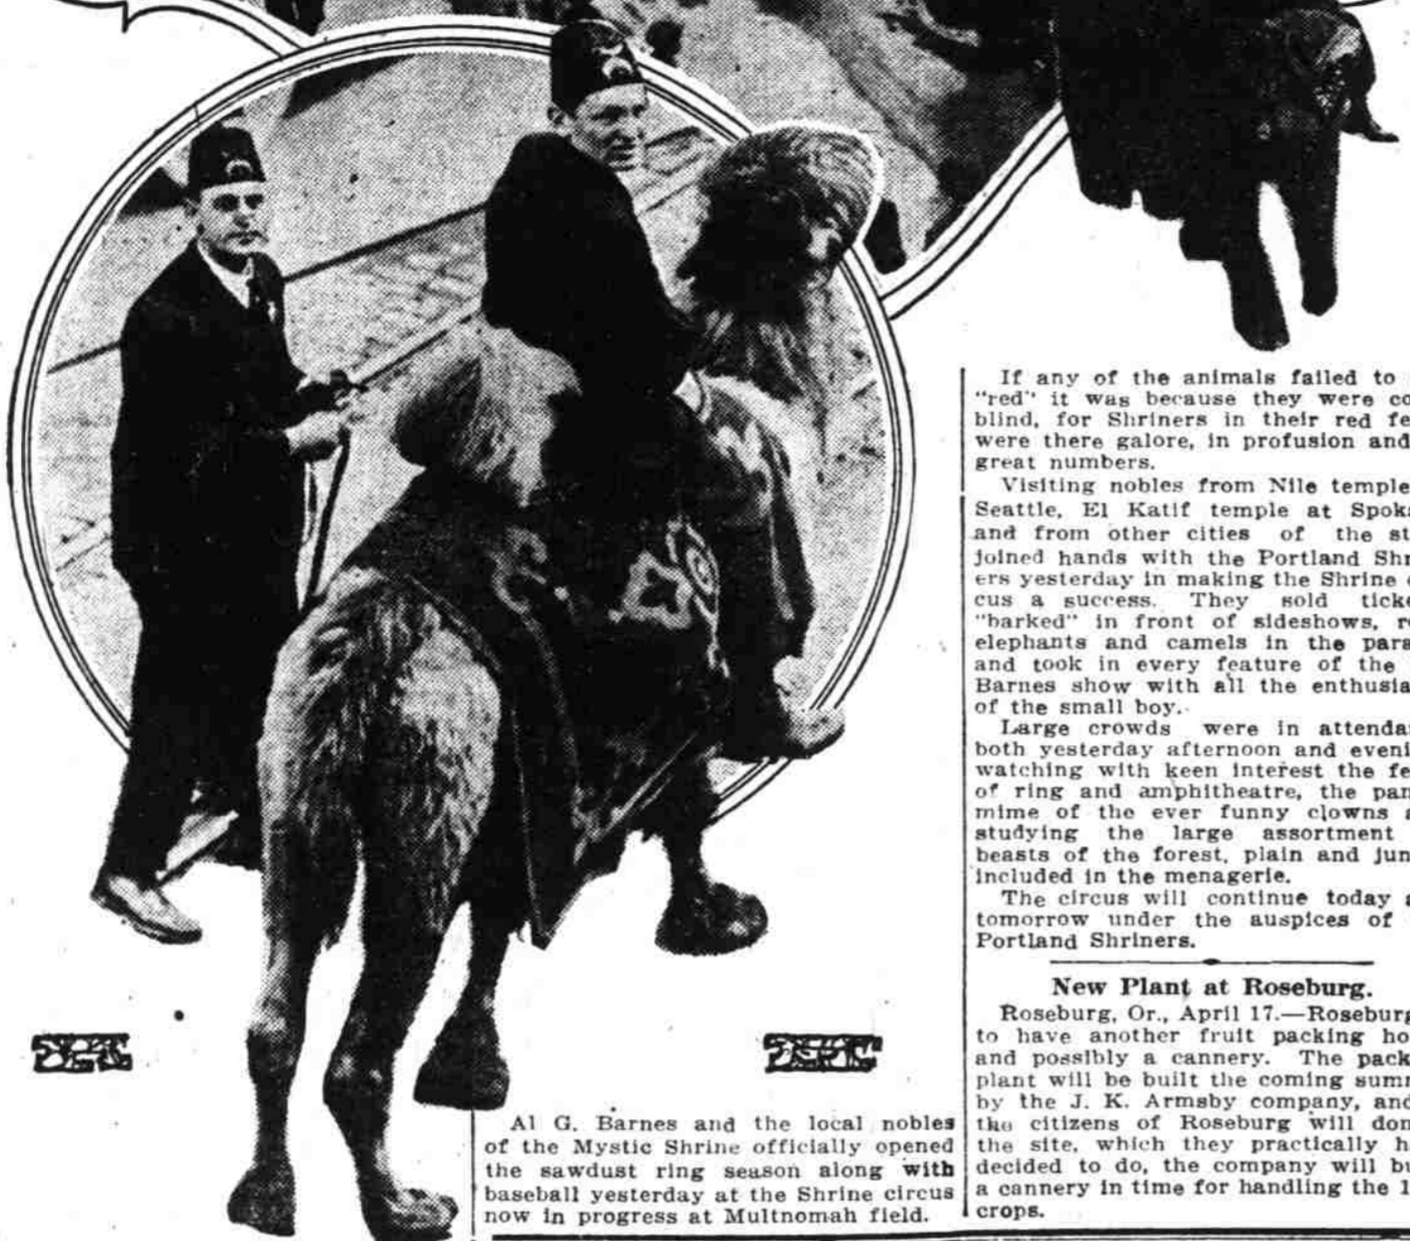 Al G. Barnes and the local nobles
of the Mystic Shrine officially opened
the sawdust ring season along with
baseball yesterday at the Shrine circus
now in progress at Multnomah field.
If any of the animals failed to
"red" it was because they were co
blind, for Shriners in their red fe
were there galore, in profusion and
great numbers.
Visiting nobles from Nile temple
Seattle, El Katif temple at Spoka
and from other cities of the st
joined hands with the Portland Shr
ers yesterday in making the Shrine c
cus a success. They sold ticke
"barked" in front of sideshows, r
elephants and camels in the para
and took in every feature of the
Barnes show with all the enthusia
of the small boy.
Large crowds were in attenda
both yesterday afternoon and eveni
watching with keen interest the fe
of ring and amphitheatre, the pan
mime of the ever funny clowns a
studying the large assortment
beasts of the forest, plain and jun
included in the menagerie.
The circus will continue today a
tomorrow under the auspices of
Portland Shriners.
New Plant at Roseburg.
Roseburg, Or., April 17.—Roseburg
to have another fruit packing ho
and possibly a cannery. The pack
plant will be built the coming summ
by the J. K. Armsby company, and
the citizens of Roseburg will don
the site, which they practically h
decided to do, the company will bu
a cannery in time for handling the 1
crops.